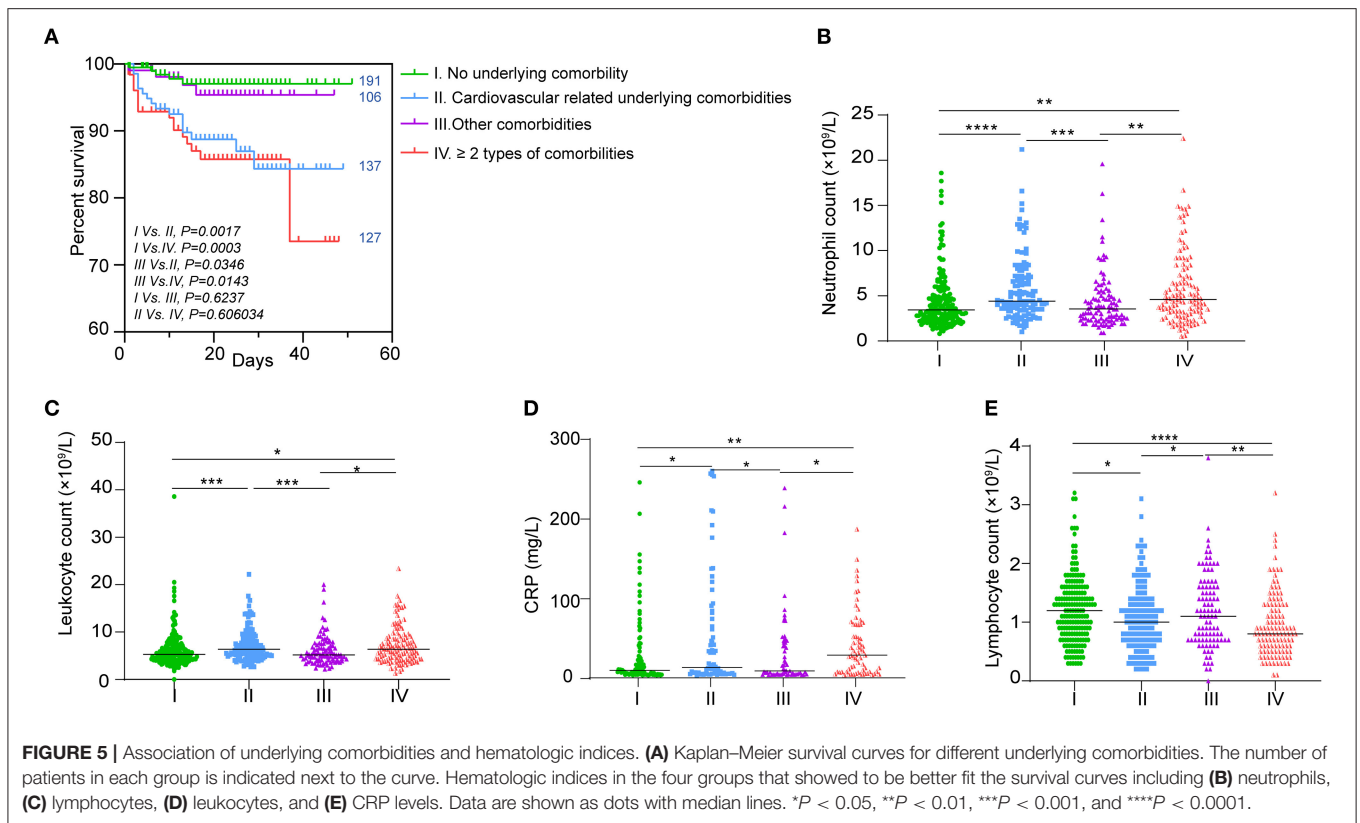 A
Percent survival
100
90
80
70
60
0
20
40
60
Days
191
106
137
127
I Vs. II, P=0.0017
I Vs.IV. P=0.0003
III Vs.II, P=0.0346
III Vs.IV, P=0.0143
I Vs. III, P=0.6237
II Vs. IV, P=0.606034
I. No underlying comorbility
II. Cardiovascular related underlying comorbidities
III.Other comorbidities
IV. ≥ 2 types of comorbilities
B
Neutrophil count (×10⁹/L)
25
20
15
10
5
0
**
**** *** **
I II III IV
C
Leukocyte count (×10⁹/L)
50
40
30
20
10
0
*
*** *** *
I II III IV
D
CRP (mg/L)
300
200
100
0
**
* * *
I II III IV
E
Lymphocyte count (×10⁹/L)
4
3
2
1
0
****
* * **
I II III IV
FIGURE 5 | Association of underlying comorbidities and hematologic indices. (A) Kaplan–Meier survival curves for different underlying comorbidities. The number of
patients in each group is indicated next to the curve. Hematologic indices in the four groups that showed to be better fit the survival curves including (B) neutrophils,
(C) lymphocytes, (D) leukocytes, and (E) CRP levels. Data are shown as dots with median lines. *P < 0.05, **P < 0.01, ***P < 0.001, and ****P < 0.0001.